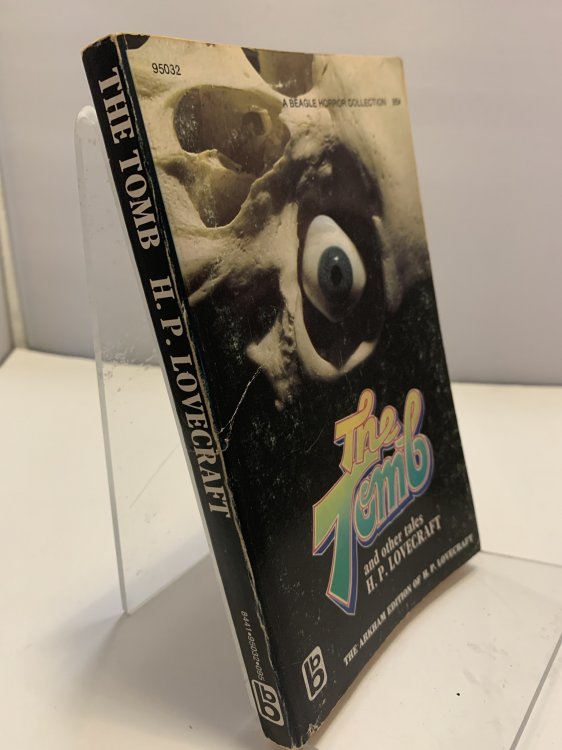 THE TOMB H. P. LOVECRAFT
95032
A BEAGLE HORROR COLLECTION 95¢
The
Tomb
and other tales
H. P. LOVECRAFT
THE ARKHAM EDITION OF H. P. LOVECRAFT